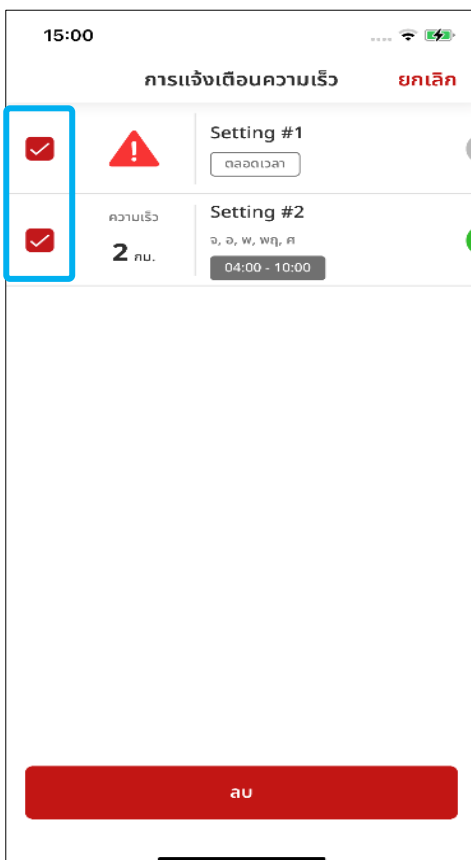 15:00
การแจ้งเตือนความเร็ว ยกเลิก
Setting #1
ตลอดเวลา
ความเร็ว
2 กม.
Setting #2
จ, อ, พ, พฤ, ศ
04:00 - 10:00
ลบ